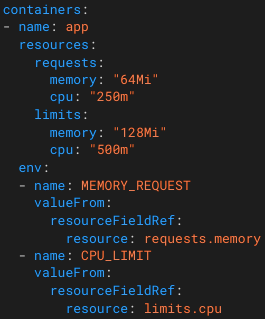 containers:
- name: app
  resources:
    requests:
      memory: "64Mi"
      cpu: "250m"
    limits:
      memory: "128Mi"
      cpu: "500m"
  env:
  - name: MEMORY_REQUEST
    valueFrom:
      resourceFieldRef:
        resource: requests.memory
  - name: CPU_LIMIT
    valueFrom:
      resourceFieldRef:
        resource: limits.cpu